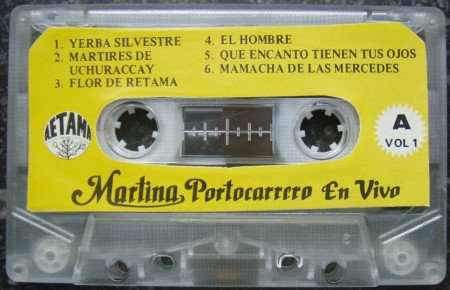 1. YERBA SILVESTRE
2. MARTIRES DE
UCHURACCAY
3. FLOR DE RETAMA
4. EL HOMBRE
5. QUE ENCANTO TIENEN TUS OJOS
6. MAMACHA DE LAS MERCEDES
RETAMA
A
VOL 1
Martina Portocarrero En Vivo